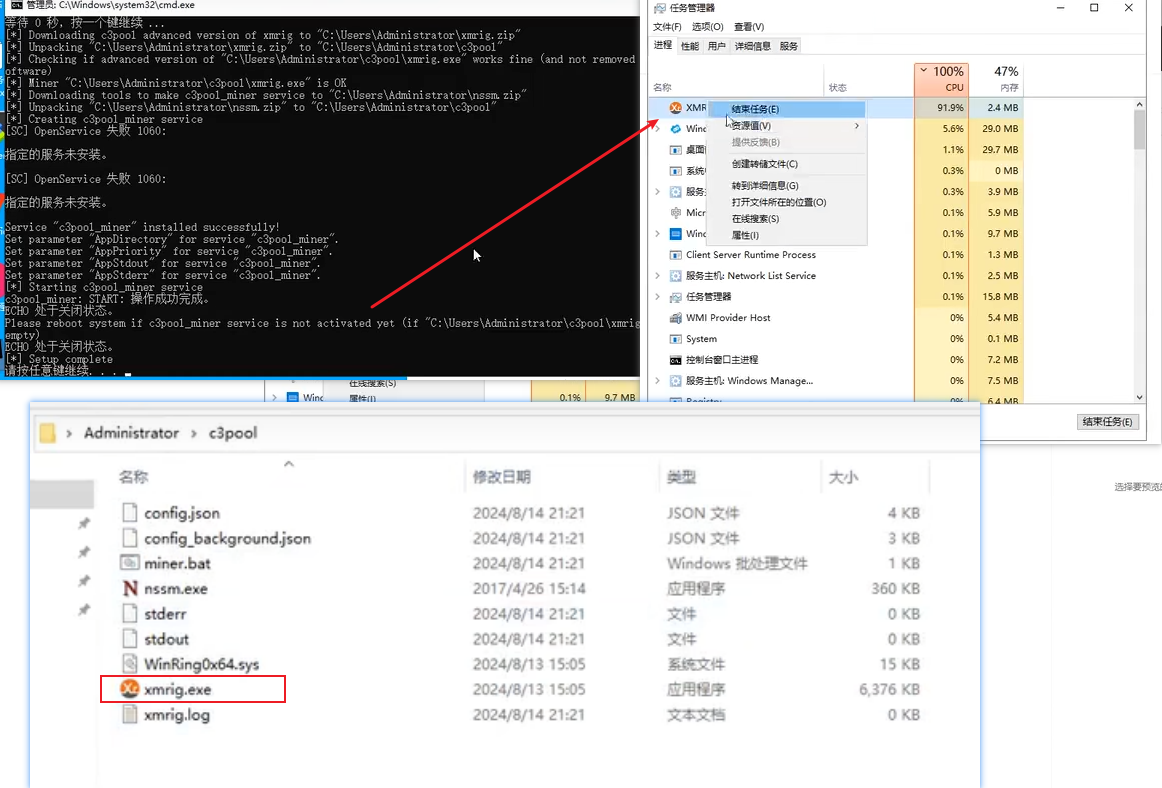 管理员: C:\Windows\system32\cmd.exe
等待 0 秒，按一个键继续 ...
[*] Downloading c3pool advanced version of xmrig to "C:\Users\Administrator\xmrig.zip"
[*] Unpacking "C:\Users\Administrator\xmrig.zip" to "C:\Users\Administrator\c3pool"
[*] Checking if advanced version of "C:\Users\Administrator\c3pool\xmrig.exe" works fine (and not removed
oftware)
[*] Miner "C:\Users\Administrator\c3pool\xmrig.exe" is OK
[*] Downloading tools to make c3pool_miner service to "C:\Users\Administrator\nssm.zip"
[*] Unpacking "C:\Users\Administrator\nssm.zip" to "C:\Users\Administrator\c3pool"
[*] Creating c3pool_miner service
[SC] OpenService 失败 1060:
指定的服务未安装。
[SC] OpenService 失败 1060:
指定的服务未安装。
Service "c3pool_miner" installed successfully!
Set parameter "AppDirectory" for service "c3pool_miner".
Set parameter "AppPriority" for service "c3pool_miner".
Set parameter "AppStdout" for service "c3pool_miner".
Set parameter "AppStderr" for service "c3pool_miner".
[*] Starting c3pool_miner service
c3pool_miner: START: 操作成功完成。
ECHO 处于关闭状态。
Please reboot system if c3pool_miner service is not activated yet (if "C:\Users\Administrator\c3pool\xmrig
empty)
ECHO 处于关闭状态。
[*] Setup complete
请按任意键继续. . .
任务管理器
文件(F) 选项(O) 查看(V)
进程 性能 用户 详细信息 服务
100% 47%
名称 状态 CPU 内存
XMR 91.9% 2.4 MB
Winc 5.6% 29.0 MB
桌面 1.1% 29.7 MB
系统 0.3% 0 MB
服务 0.3% 3.9 MB
Micr 0.1% 5.9 MB
Winc 0.1% 9.7 MB
Client Server Runtime Process 0.1% 1.3 MB
服务主机: Network List Service 0.1% 2.5 MB
任务管理器 0.1% 15.8 MB
WMI Provider Host 0% 5.4 MB
System 0% 0.1 MB
控制台窗口主进程 0% 7.2 MB
服务主机: Windows Manage... 0% 7.5 MB
Registry 0% 6.4 MB
结束任务(E)
资源值(V)
提供反馈(B)
创建转储文件(C)
转到详细信息(G)
打开文件所在的位置(O)
在线搜索(S)
属性(I)
结束任务(E)
在线搜索(S)
Winc 属性(I) 0.1% 9.7 MB
选择要预览
Administrator › c3pool
名称 修改日期 类型 大小
config.json 2024/8/14 21:21 JSON 文件 4 KB
config_background.json 2024/8/14 21:21 JSON 文件 3 KB
miner.bat 2024/8/14 21:21 Windows 批处理文件 1 KB
nssm.exe 2017/4/26 15:14 应用程序 360 KB
stderr 2024/8/14 21:21 文件 0 KB
stdout 2024/8/14 21:21 文件 0 KB
WinRing0x64.sys 2024/8/13 15:05 系统文件 15 KB
xmrig.exe 2024/8/13 15:05 应用程序 6,376 KB
xmrig.log 2024/8/14 21:21 文本文档 0 KB